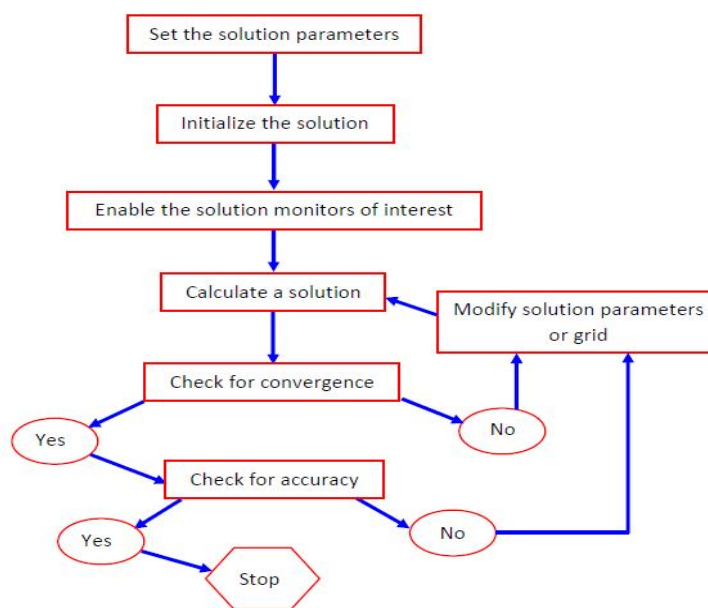 Set the solution parameters
Initialize the solution
Enable the solution monitors of interest
Calculate a solution
Modify solution parameters
or grid
Check for convergence
Yes
No
Check for accuracy
Yes
No
Stop